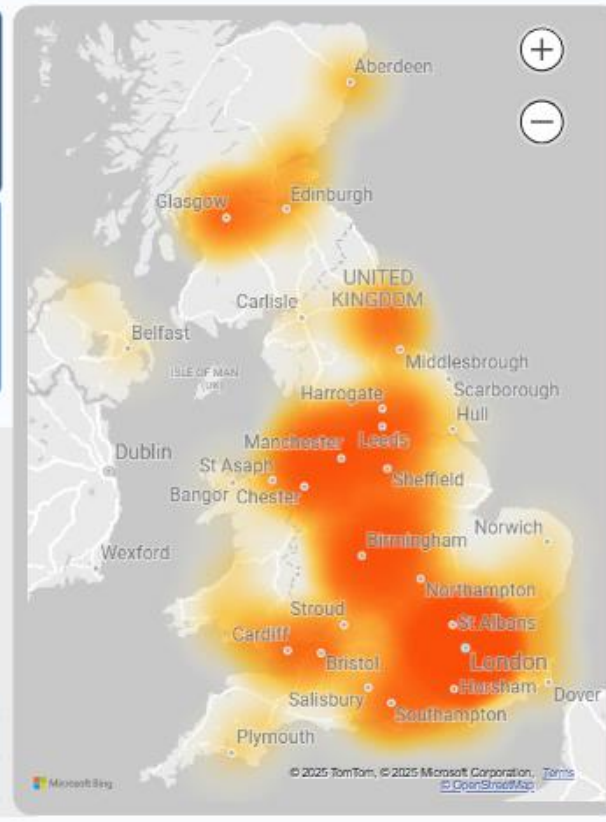 +
Aberdeen
−
Glasgow
Edinburgh
UNITED
KINGDOM
Carlisle
Belfast
Middlesbrough
ISLE OF MAN
(UK)
Harrogate
Scarborough
Hull
Manchester
Leeds
Dublin
St Asaph
Sheffield
Bangor
Chester
Norwich
Birmingham
Wexford
Northampton
Stroud
St Albans
Cardiff
London
Bristol
Horsham
Salisbury
Dover
Southampton
Plymouth
© 2025 TomTom, © 2025 Microsoft Corporation, Terms
Microsoft Bing
© OpenStreetMap